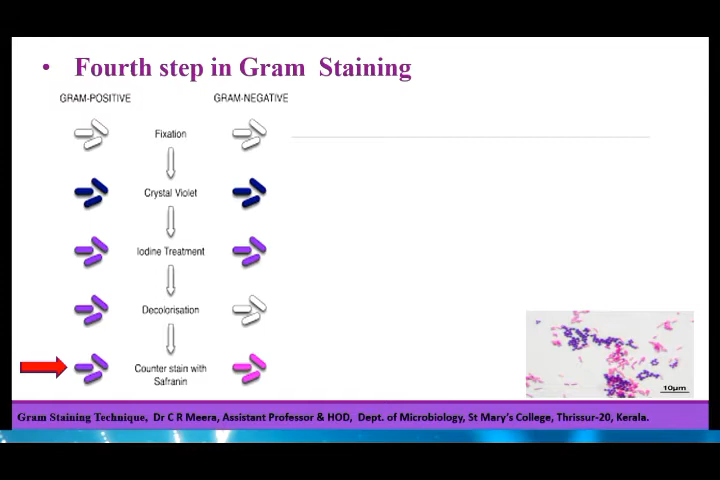 • Fourth step in Gram Staining
GRAM-POSITIVE GRAM-NEGATIVE
Fixation
Crystal Violet
Iodine Treatment
Decolorisation
Counter stain with
Safranin
10µm
Gram Staining Technique, Dr C R Meera, Assistant Professor & HOD, Dept. of Microbiology, St Mary's College, Thrissur-20, Kerala.